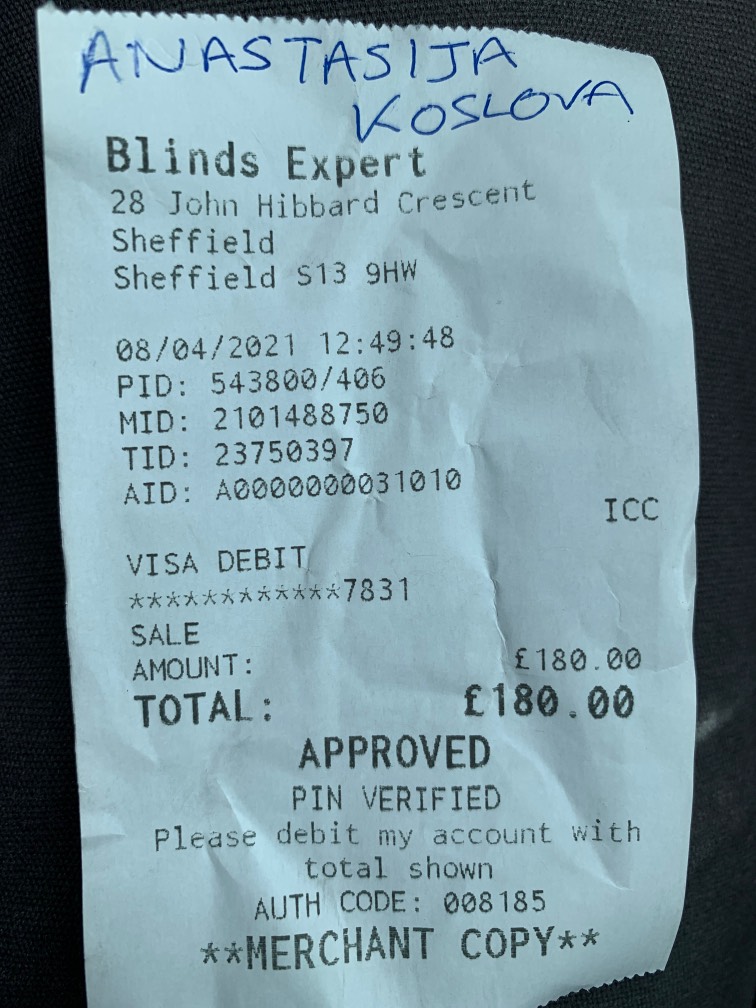 ANASTASIJA
KOSLOVA
Blinds Expert
28 John Hibbard Crescent
Sheffield
Sheffield S13 9HW
08/04/2021 12:49:48
PID: 543800/406
MID: 2101488750
TID: 23750397
AID: A0000000031010
ICC
VISA DEBIT
************7831
SALE
AMOUNT: £180.00
TOTAL: £180.00
APPROVED
PIN VERIFIED
Please debit my account with
total shown
AUTH CODE: 008185
**MERCHANT COPY**